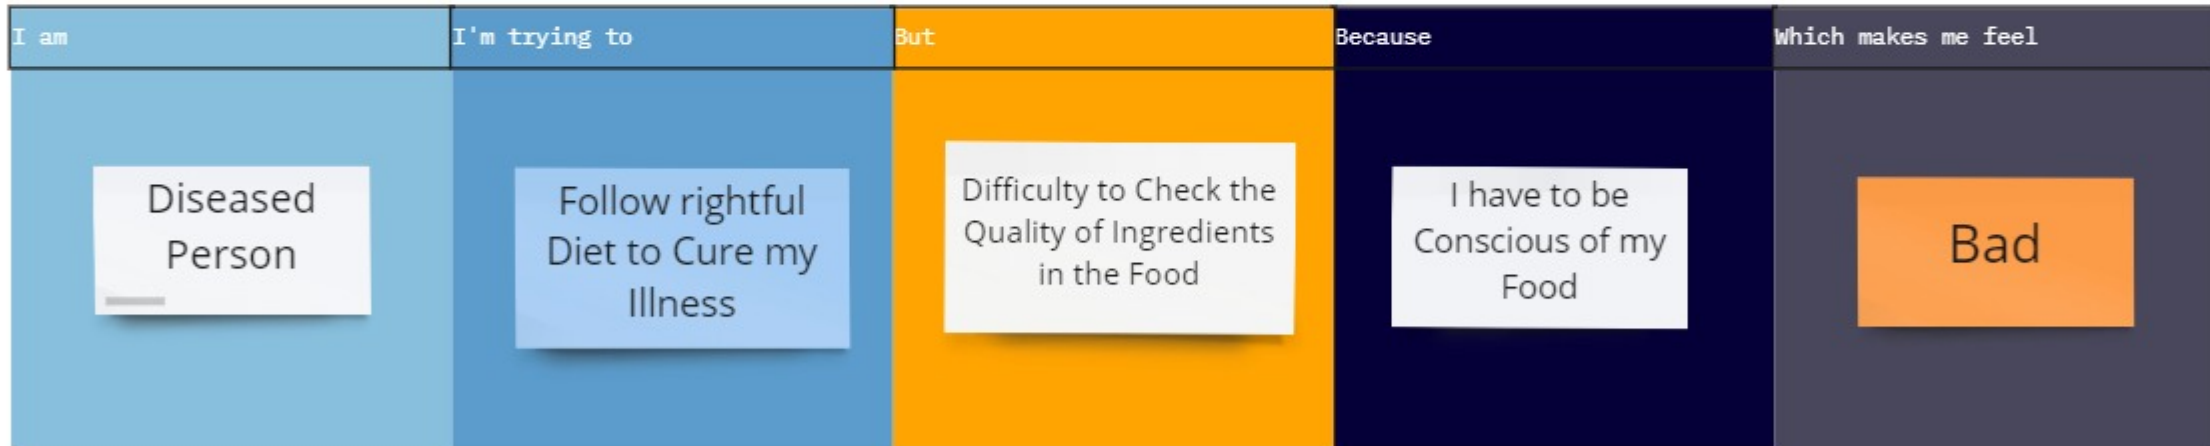 I am
I'm trying to
But
Because
Which makes me feel
Diseased
Person
Follow rightful
Diet to Cure my
Illness
Difficulty to Check the
Quality of Ingredients
in the Food
I have to be
Conscious of my
Food
Bad